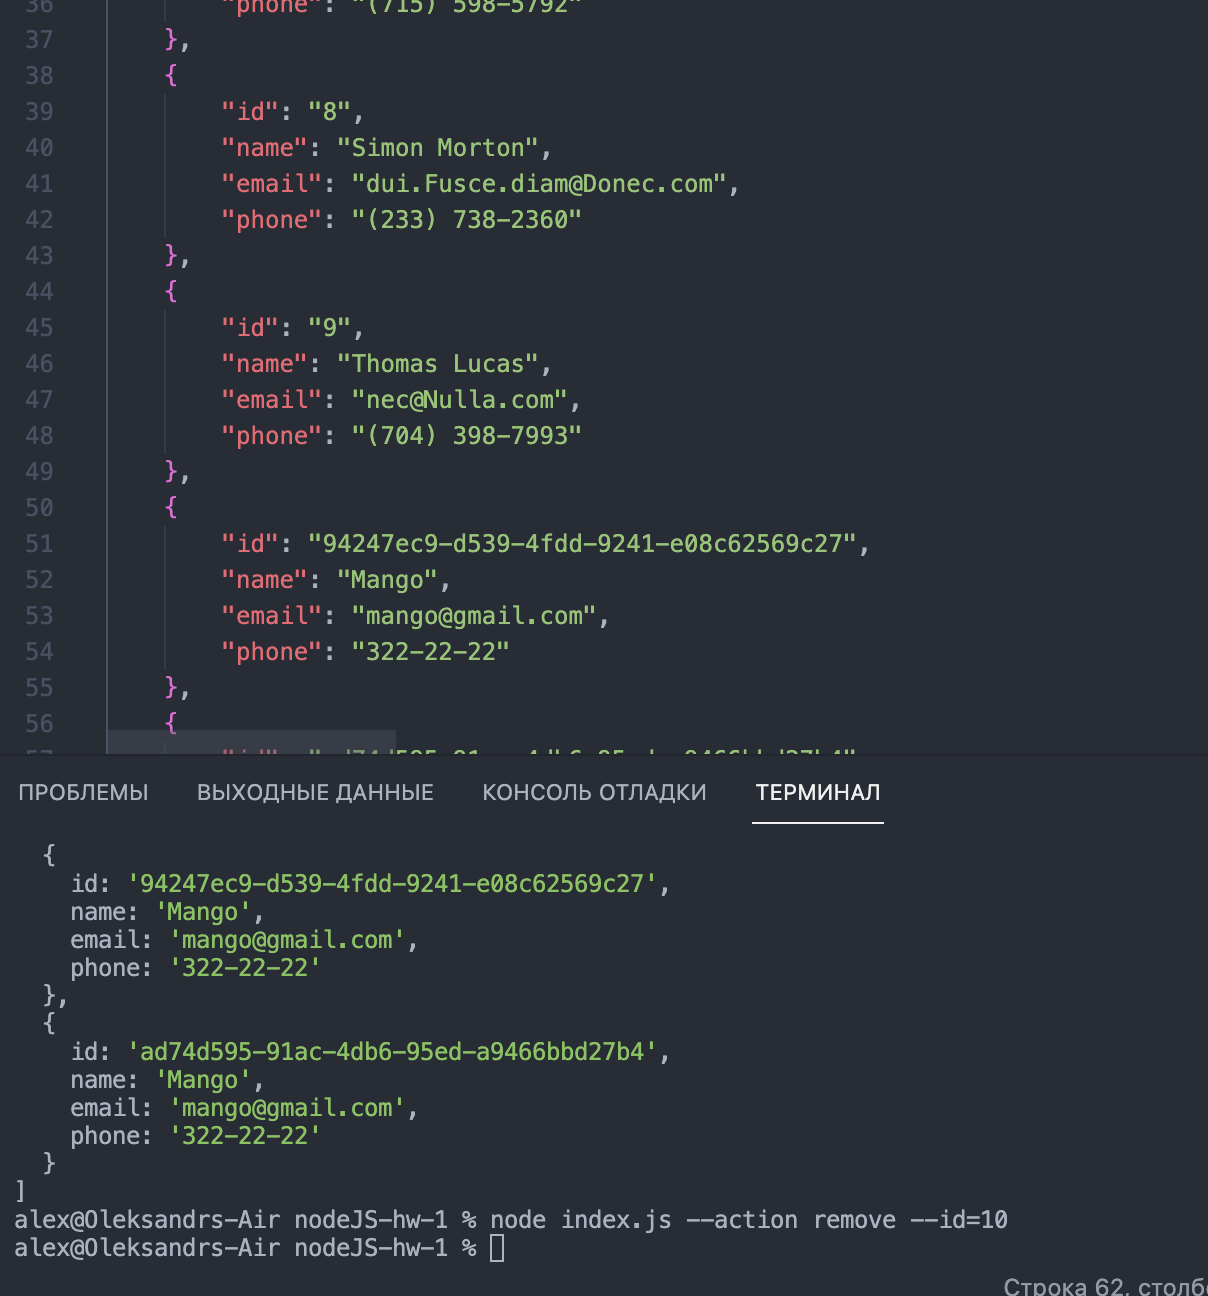 36 "phone": "(715) 598-5792"
37 },
38 {
39 "id": "8",
40 "name": "Simon Morton",
41 "email": "dui.Fusce.diam@Donec.com",
42 "phone": "(233) 738-2360"
43 },
44 {
45 "id": "9",
46 "name": "Thomas Lucas",
47 "email": "nec@Nulla.com",
48 "phone": "(704) 398-7993"
49 },
50 {
51 "id": "94247ec9-d539-4fdd-9241-e08c62569c27",
52 "name": "Mango",
53 "email": "mango@gmail.com",
54 "phone": "322-22-22"
55 },
56 {
57 "id": "ad74d595-91ac-4db6-95ed-a9466bbd27b4"
ПРОБЛЕМЫ ВЫХОДНЫЕ ДАННЫЕ КОНСОЛЬ ОТЛАДКИ ТЕРМИНАЛ
{
id: '94247ec9-d539-4fdd-9241-e08c62569c27',
name: 'Mango',
email: 'mango@gmail.com',
phone: '322-22-22'
},
{
id: 'ad74d595-91ac-4db6-95ed-a9466bbd27b4',
name: 'Mango',
email: 'mango@gmail.com',
phone: '322-22-22'
}
]
alex@Oleksandrs-Air nodeJS-hw-1 % node index.js --action remove --id=10
alex@Oleksandrs-Air nodeJS-hw-1 %
Строка 62, столб